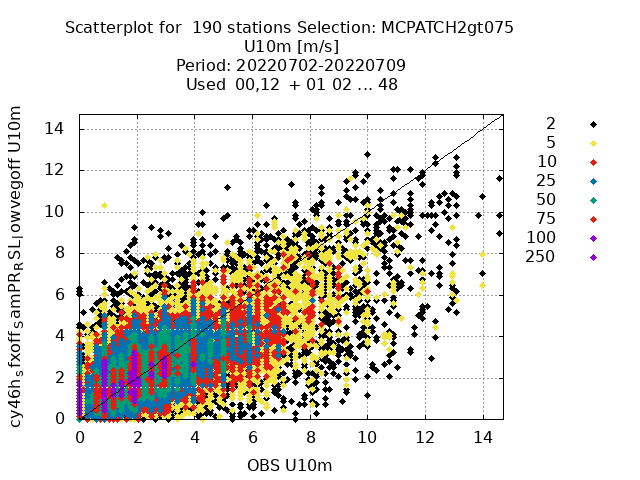 Scatterplot for 190 stations Selection: MCPATCH2gt075
U10m [m/s]
Period: 20220702-20220709
Used 00,12 + 01 02 ... 48
14
12
10
8
6
4
2
0
0 2 4 6 8 10 12 14
cy46h_sfxoff_samPR_RSL_lowvegoff U10m
OBS U10m
2
5
10
25
50
75
100
250